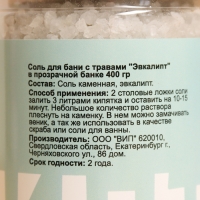 Соль для бани с травами "Эвкалипт"
в прозрачной банке 400 гр
Состав: Соль каменная, эвкалипт.
Способ применения: 2 столовые ложки соли
залить 3 литрами кипятка и оставить на 10-15
минут. Небольшое количество раствора
плеснуть на каменку. В нем можно замачивать
веник, а так же использовать в качестве
скраба или соли для ванны.
Производитель: ООО "ВИП" 620010,
Свердловская область, Екатеринбург г.,
Черняховского ул., 86 дом.
Срок годности: 2 года.